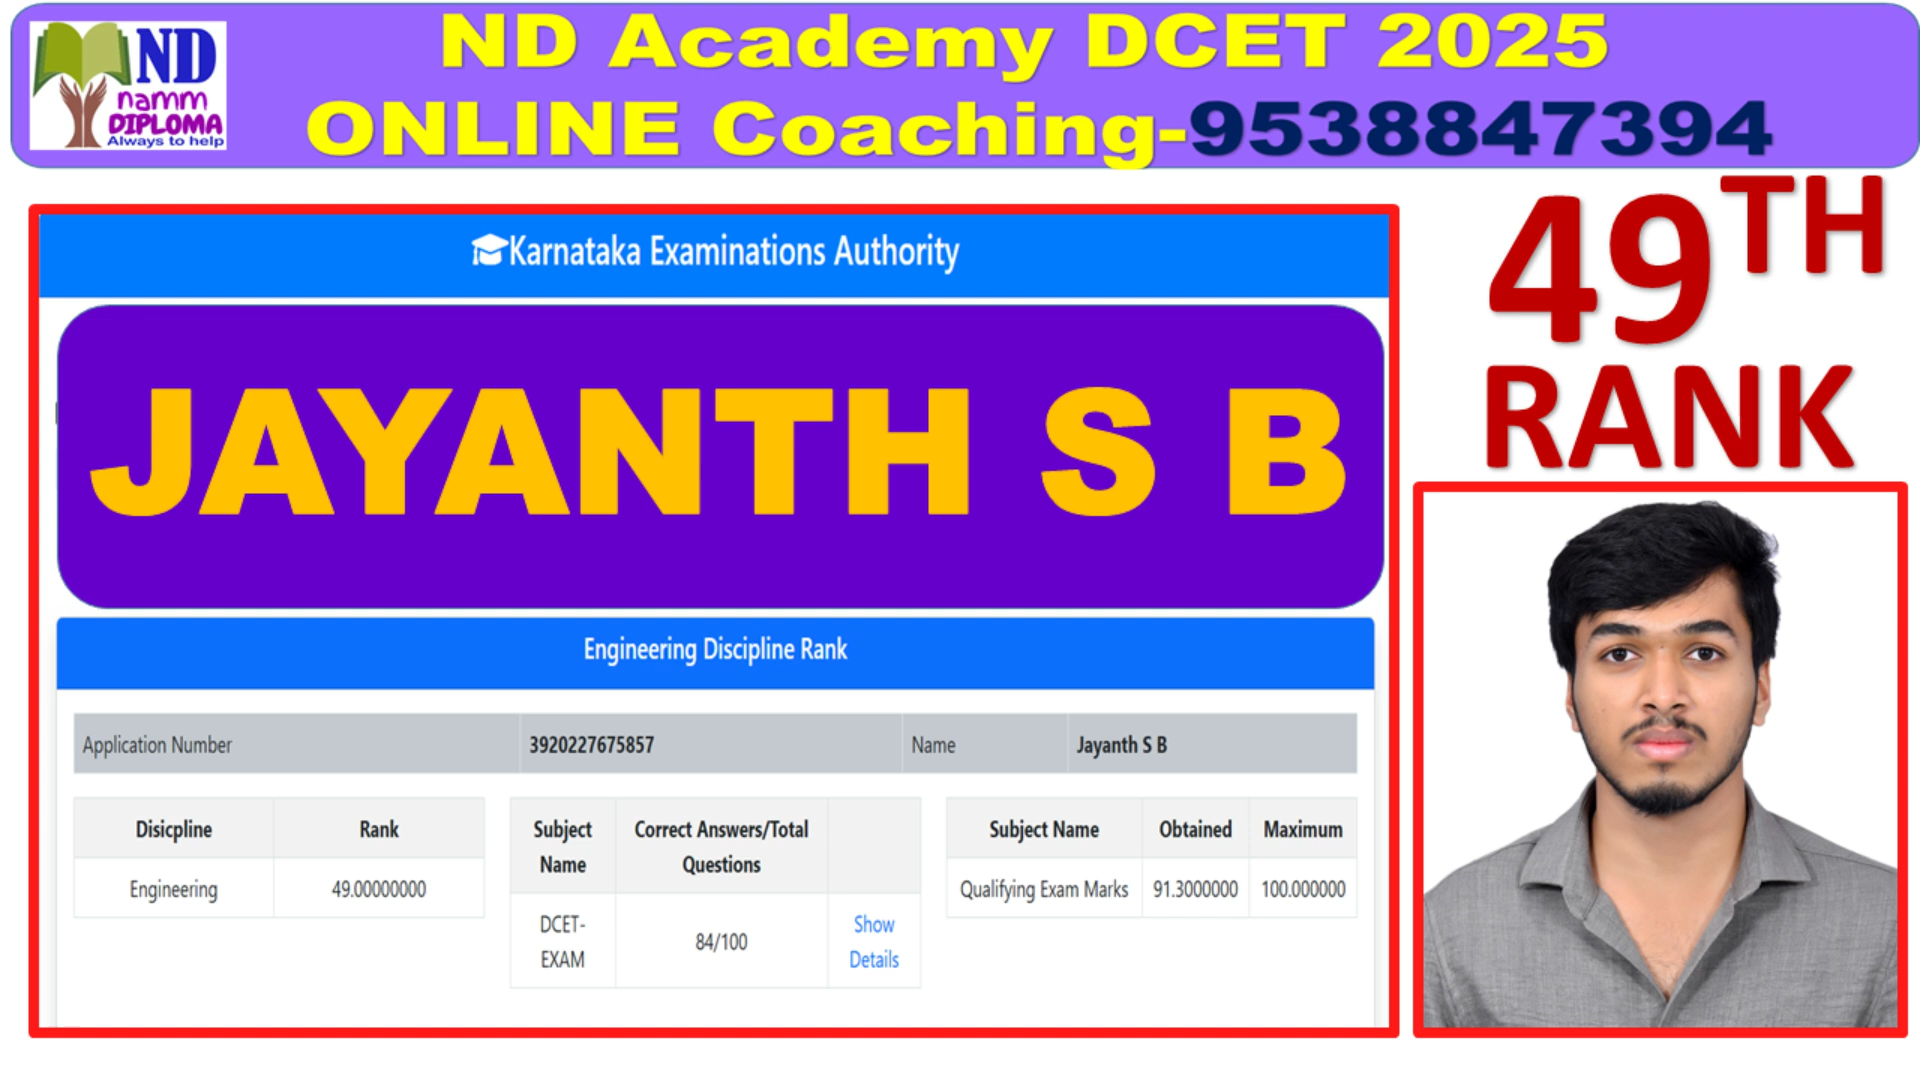 ND
namm
DIPLOMA
Always to help
ND Academy DCET 2025
ONLINE Coaching-9538847394
49TH
RANK
Karnataka Examinations Authority
JAYANTH S B
Engineering Discipline Rank
Application Number 3920227675857 Name Jayanth S B
Disicpline Rank
Engineering 49.00000000
Subject Name Correct Answers/Total Questions
DCET-EXAM 84/100 Show Details
Subject Name Obtained Maximum
Qualifying Exam Marks 91.3000000 100.000000